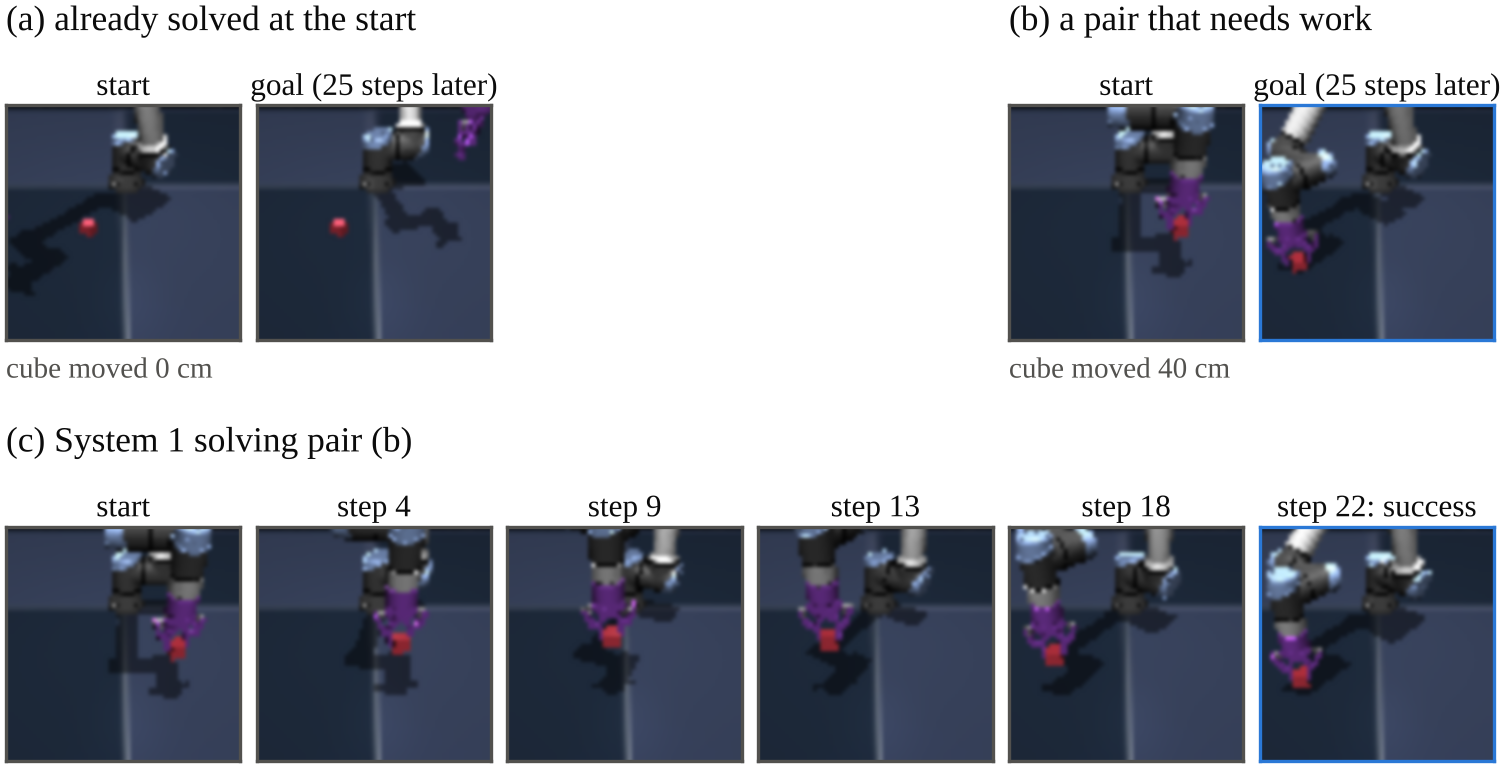 (a) already solved at the start
(b) a pair that needs work
start
goal (25 steps later)
start
goal (25 steps later)
cube moved 0 cm
cube moved 40 cm
(c) System 1 solving pair (b)
start
step 4
step 9
step 13
step 18
step 22: success